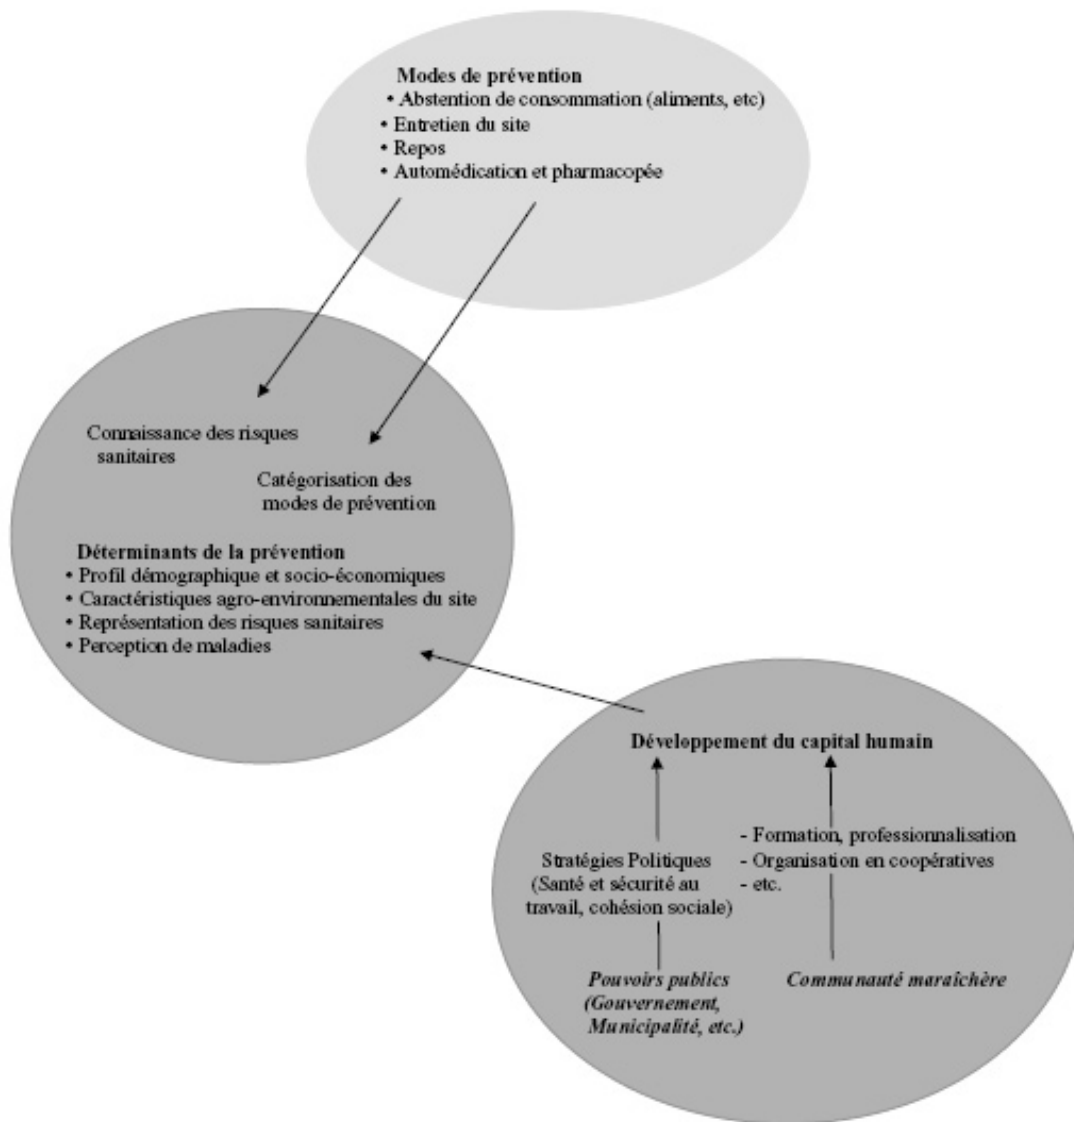 Modes de prévention
• Abstention de consommation (aliments, etc)
• Entretien du site
• Repos
• Automédication et pharmacopée
Connaissance des risques
sanitaires
Catégorisation des
modes de prévention
Déterminants de la prévention
• Profil démographique et socio-économiques
• Caractéristiques agro-environnementales du site
• Représentation des risques sanitaires
• Perception de maladies
Développement du capital humain
Stratégies Politiques
(Santé et sécurité au
travail, cohésion sociale)
- Formation, professionnalisation
- Organisation en coopératives
- etc.
Pouvoirs publics
(Gouvernement,
Municipalité, etc.)
Communauté maraîchère